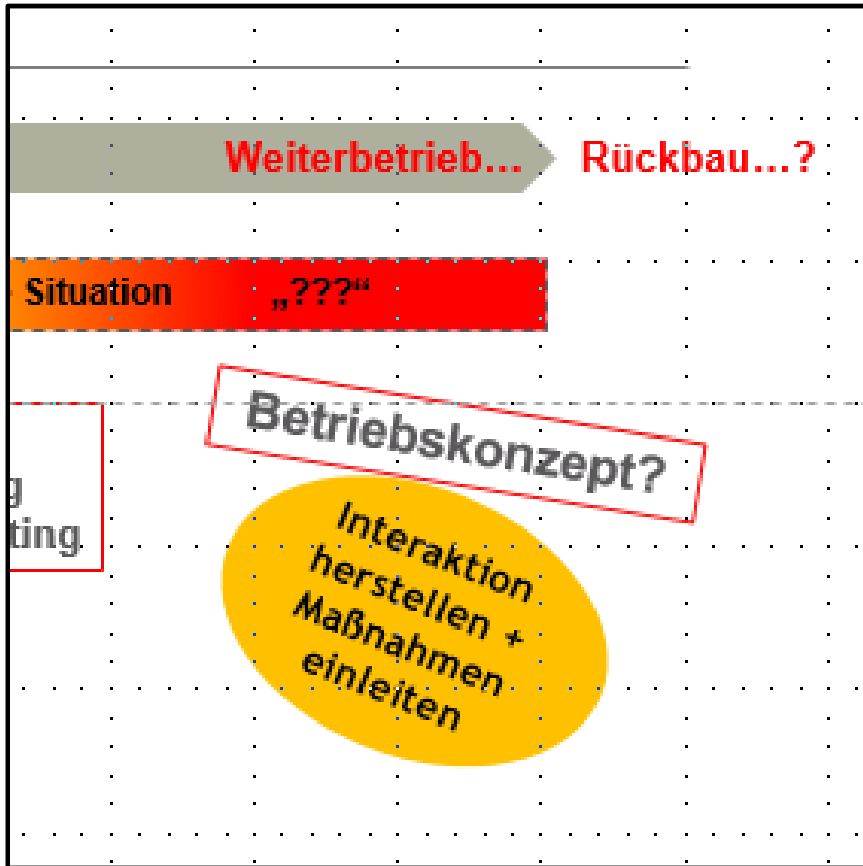 Weiterbetrieb... Rückbau...?
Situation „???“
Betriebskonzept?
g
ting
Interaktion
herstellen +
Maßnahmen
einleiten